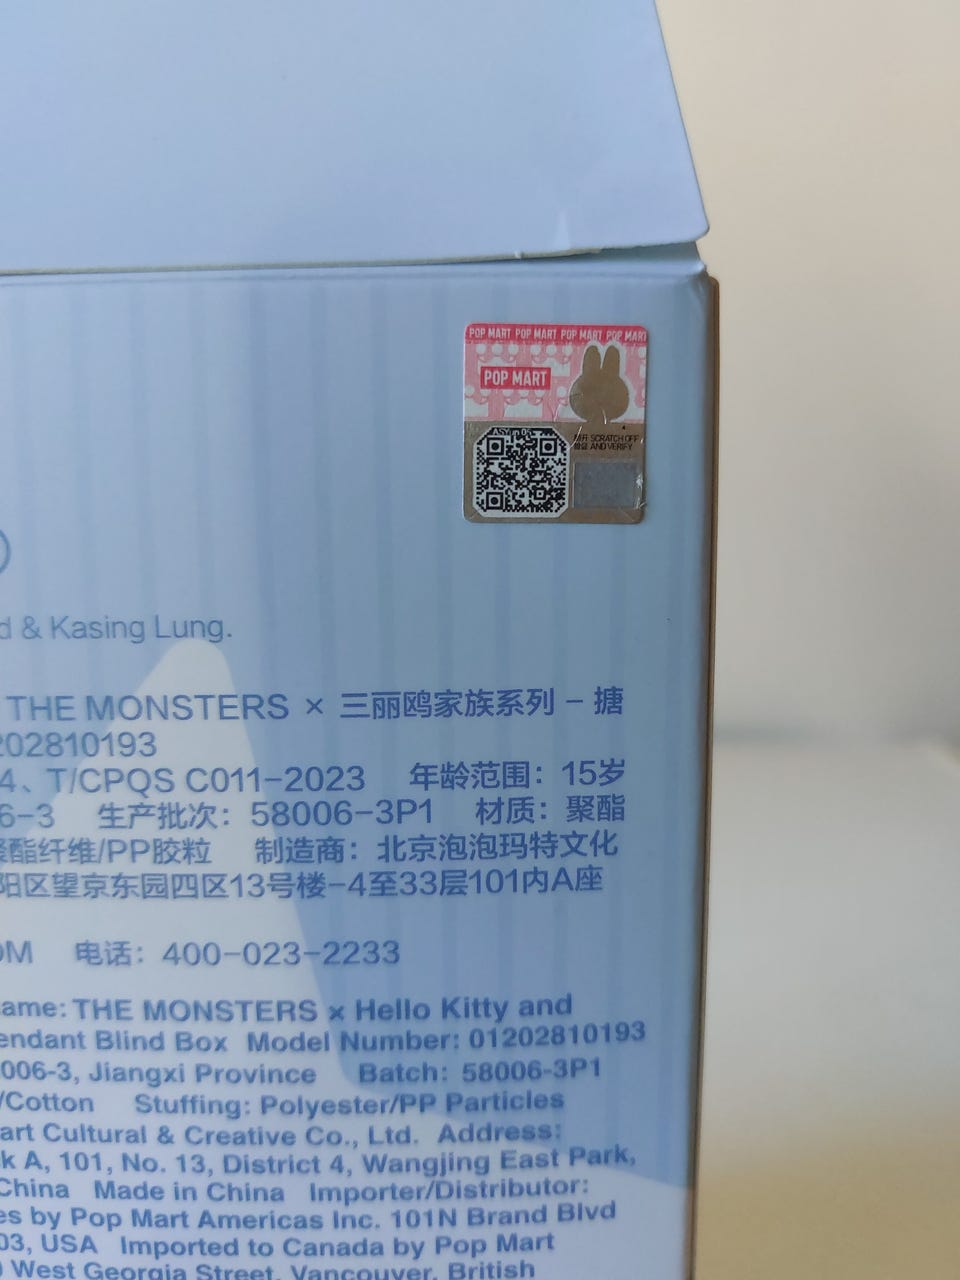 POP MART POP MART POP MART POP MART
POP MART
SCRATCH OFF
AND VERIFY
d & Kasing Lung.
THE MONSTERS × 三丽鸥家族系列 - 搪
202810193
4、T/CPQS C011-2023 年龄范围：15岁
6-3 生产批次：58006-3P1 材质：聚酯
聚酯纤维/PP胶粒 制造商：北京泡泡玛特文化
阳区望京东园四区13号楼-4至33层101内A座
OM 电话：400-023-2233
ame: THE MONSTERS × Hello Kitty and
endant Blind Box Model Number: 01202810193
006-3, Jiangxi Province Batch: 58006-3P1
/Cotton Stuffing: Polyester/PP Particles
art Cultural & Creative Co., Ltd. Address:
k A, 101, No. 13, District 4, Wangjing East Park,
China Made in China Importer/Distributor:
es by Pop Mart Americas Inc. 101N Brand Blvd
03, USA Imported to Canada by Pop Mart
West Georgia Street, Vancouver, British